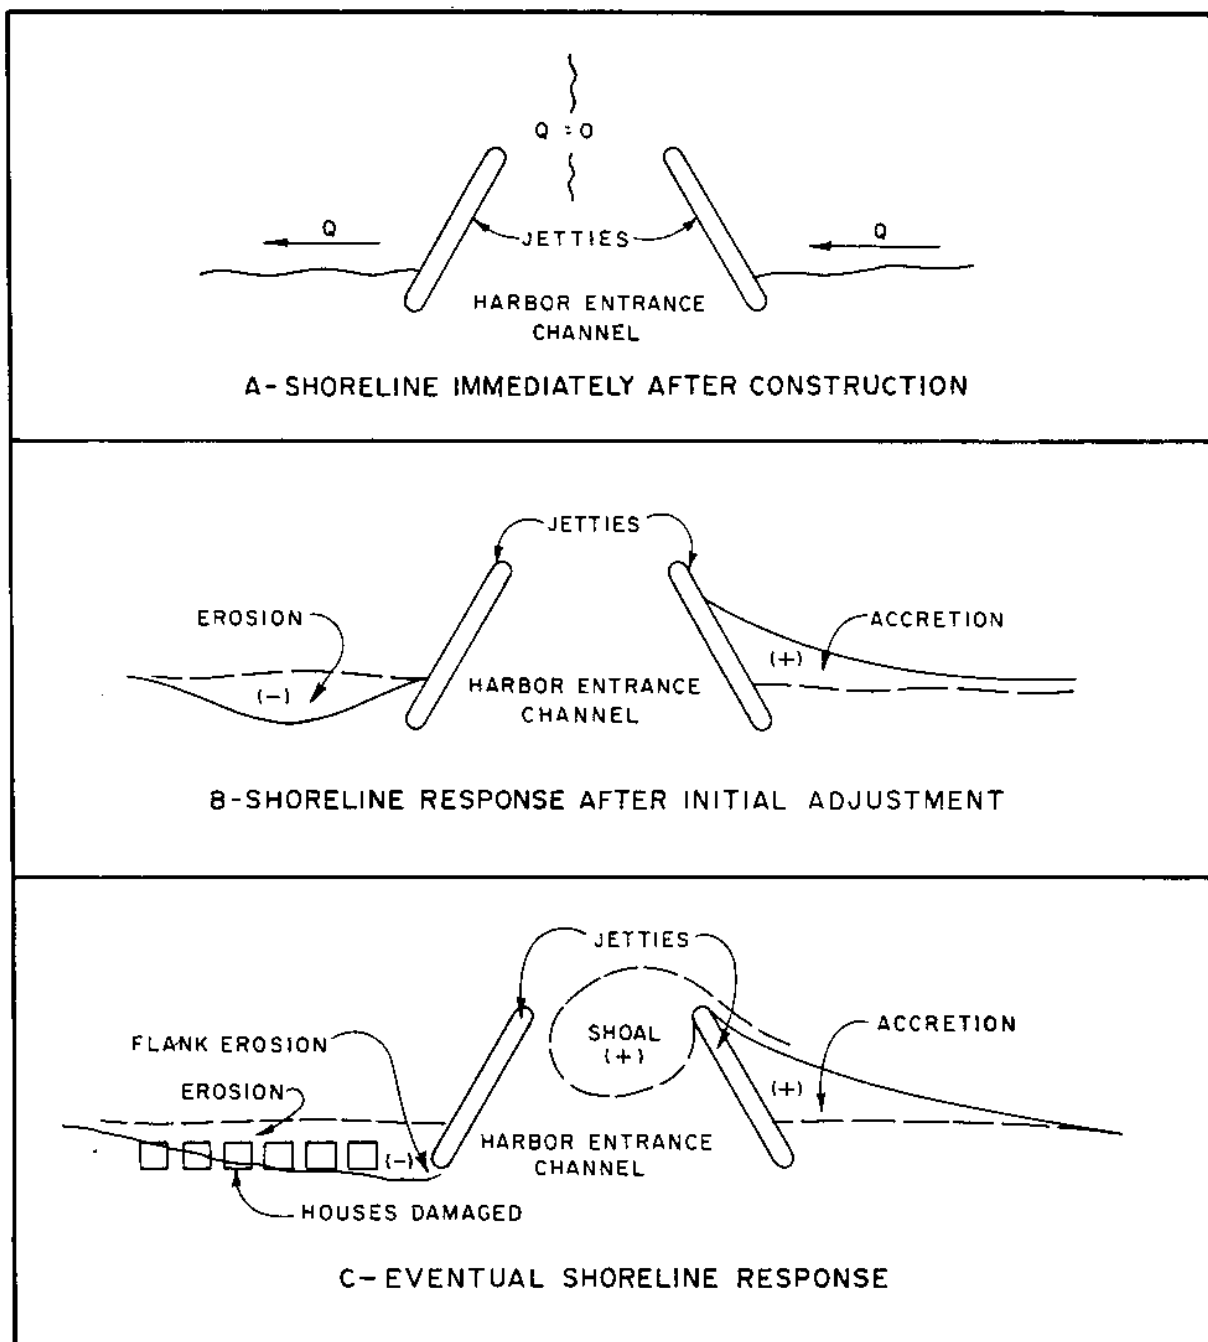 Q = 0
Q
Q
JETTIES
HARBOR ENTRANCE
CHANNEL
A- SHORELINE IMMEDIATELY AFTER CONSTRUCTION
JETTIES
EROSION
ACCRETION
(+)
(-)
HARBOR ENTRANCE
CHANNEL
B-SHORELINE RESPONSE AFTER INITIAL ADJUSTMENT
JETTIES
ACCRETION
SHOAL
(+)
FLANK EROSION
EROSION
(+)
HARBOR ENTRANCE
CHANNEL
(-)
HOUSES DAMAGED
C- EVENTUAL SHORELINE RESPONSE